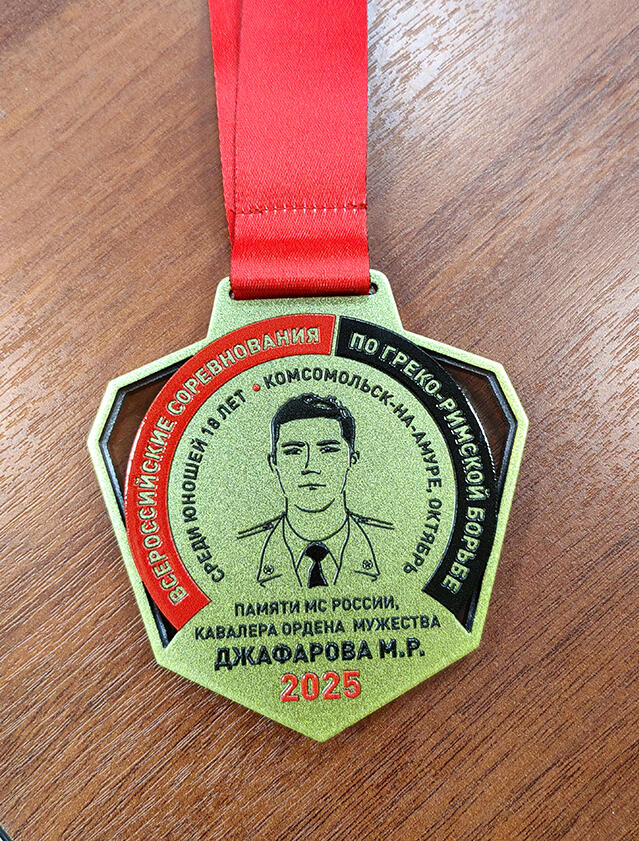 ВСЕРОССИЙСКИЕ СОРЕВНОВАНИЯ
ПО ГРЕКО-РИМСКОЙ БОРЬБЕ
СРЕДИ ЮНОШЕЙ 18 ЛЕТ • КОМСОМОЛЬСК-НА-АМУРЕ, ОКТЯБРЬ
ПАМЯТИ МС РОССИИ,
КАВАЛЕРА ОРДЕНА МУЖЕСТВА
ДЖАФАРОВА М.Р.
2025